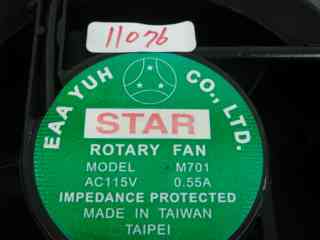 11076
EAA YUH CO., LTD.
STAR
ROTARY FAN
MODEL M701
AC115V 0.55A
IMPEDANCE PROTECTED
MADE IN TAIWAN
TAIPEI